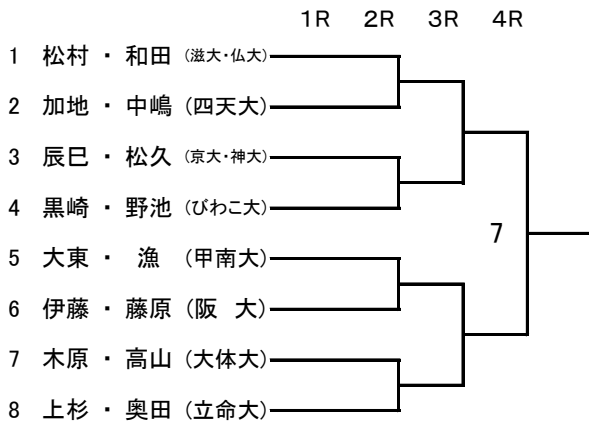 1R 2R 3R 4R
1 松村 ・ 和田 (滋大・仏大)
2 加地 ・ 中嶋 (四天大)
3 辰巳 ・ 松久 (京大・神大)
4 黒崎 ・ 野池 (びわこ大)
7
5 大東 ・ 漁 (甲南大)
6 伊藤 ・ 藤原 (阪 大)
7 木原 ・ 高山 (大体大)
8 上杉 ・ 奥田 (立命大)